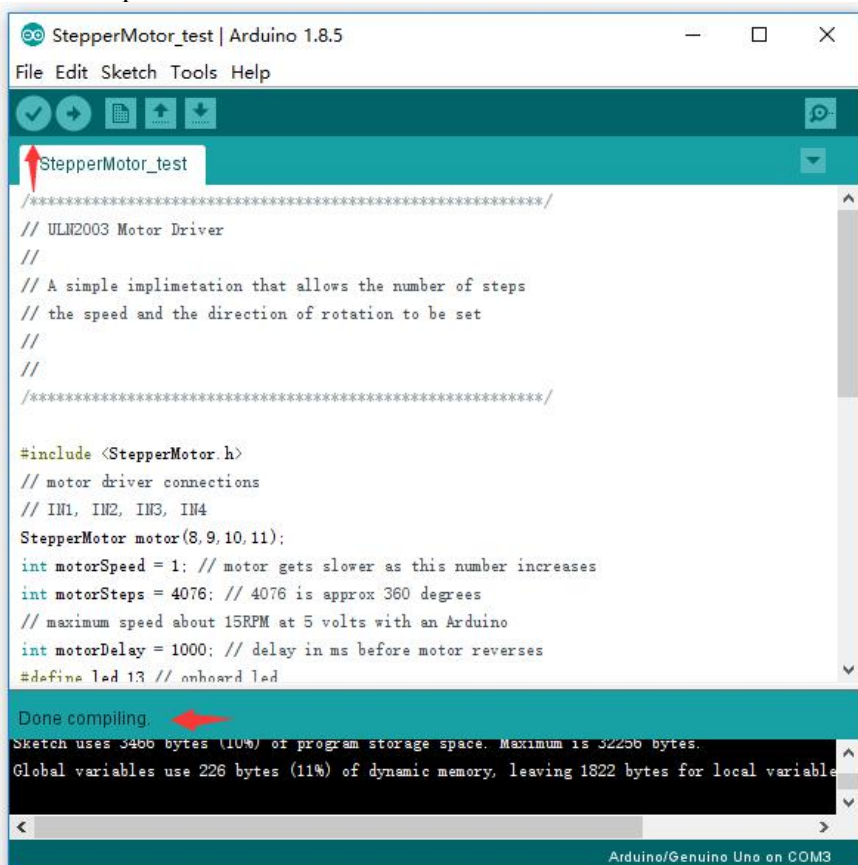 StepperMotor_test | Arduino 1.8.5
File Edit Sketch Tools Help
StepperMotor_test
/**********************************************************/
// ULN2003 Motor Driver
//
// A simple implimetation that allows the number of steps
// the speed and the direction of rotation to be set
//
//
/**********************************************************/
#include <StepperMotor.h>
// motor driver connections
// IN1, IN2, IN3, IN4
StepperMotor motor(8,9,10,11);
int motorSpeed = 1; // motor gets slower as this number increases
int motorSteps = 4076; // 4076 is approx 360 degrees
// maximum speed about 15RPM at 5 volts with an Arduino
int motorDelay = 1000; // delay in ms before motor reverses
#define led 13 // onboard led
Done compiling.
Sketch uses 3466 bytes (10%) of program storage space. Maximum is 32256 bytes.
Global variables use 226 bytes (11%) of dynamic memory, leaving 1822 bytes for local variable
Arduino/Genuino Uno on COM3